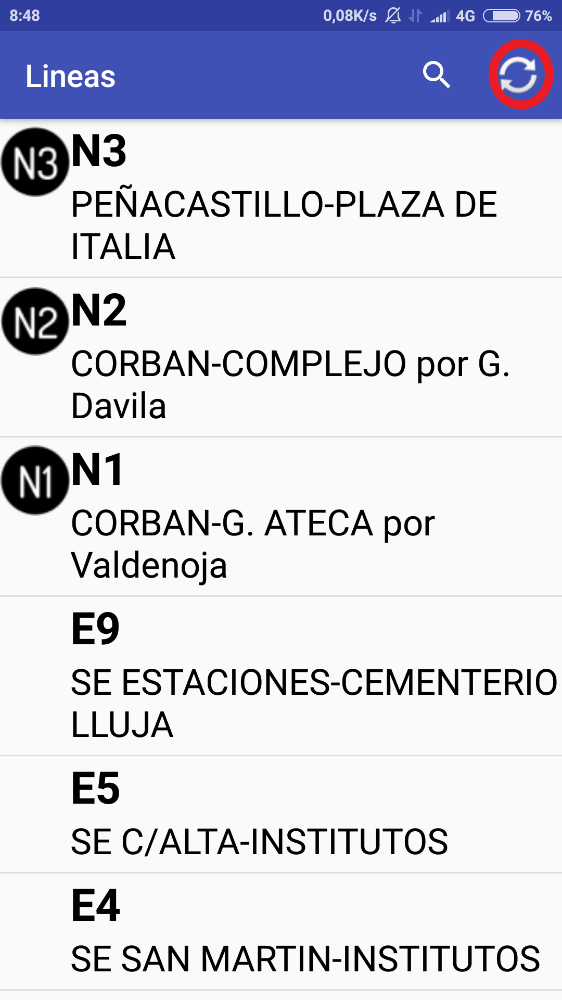 8:48 0,08K/s 4G 76%
Lineas
N3 N3
PEÑACASTILLO-PLAZA DE
ITALIA
N2 N2
CORBAN-COMPLEJO por G.
Davila
N1 N1
CORBAN-G. ATECA por
Valdenoja
E9
SE ESTACIONES-CEMENTERIO
LLUJA
E5
SE C/ALTA-INSTITUTOS
E4
SE SAN MARTIN-INSTITUTOS